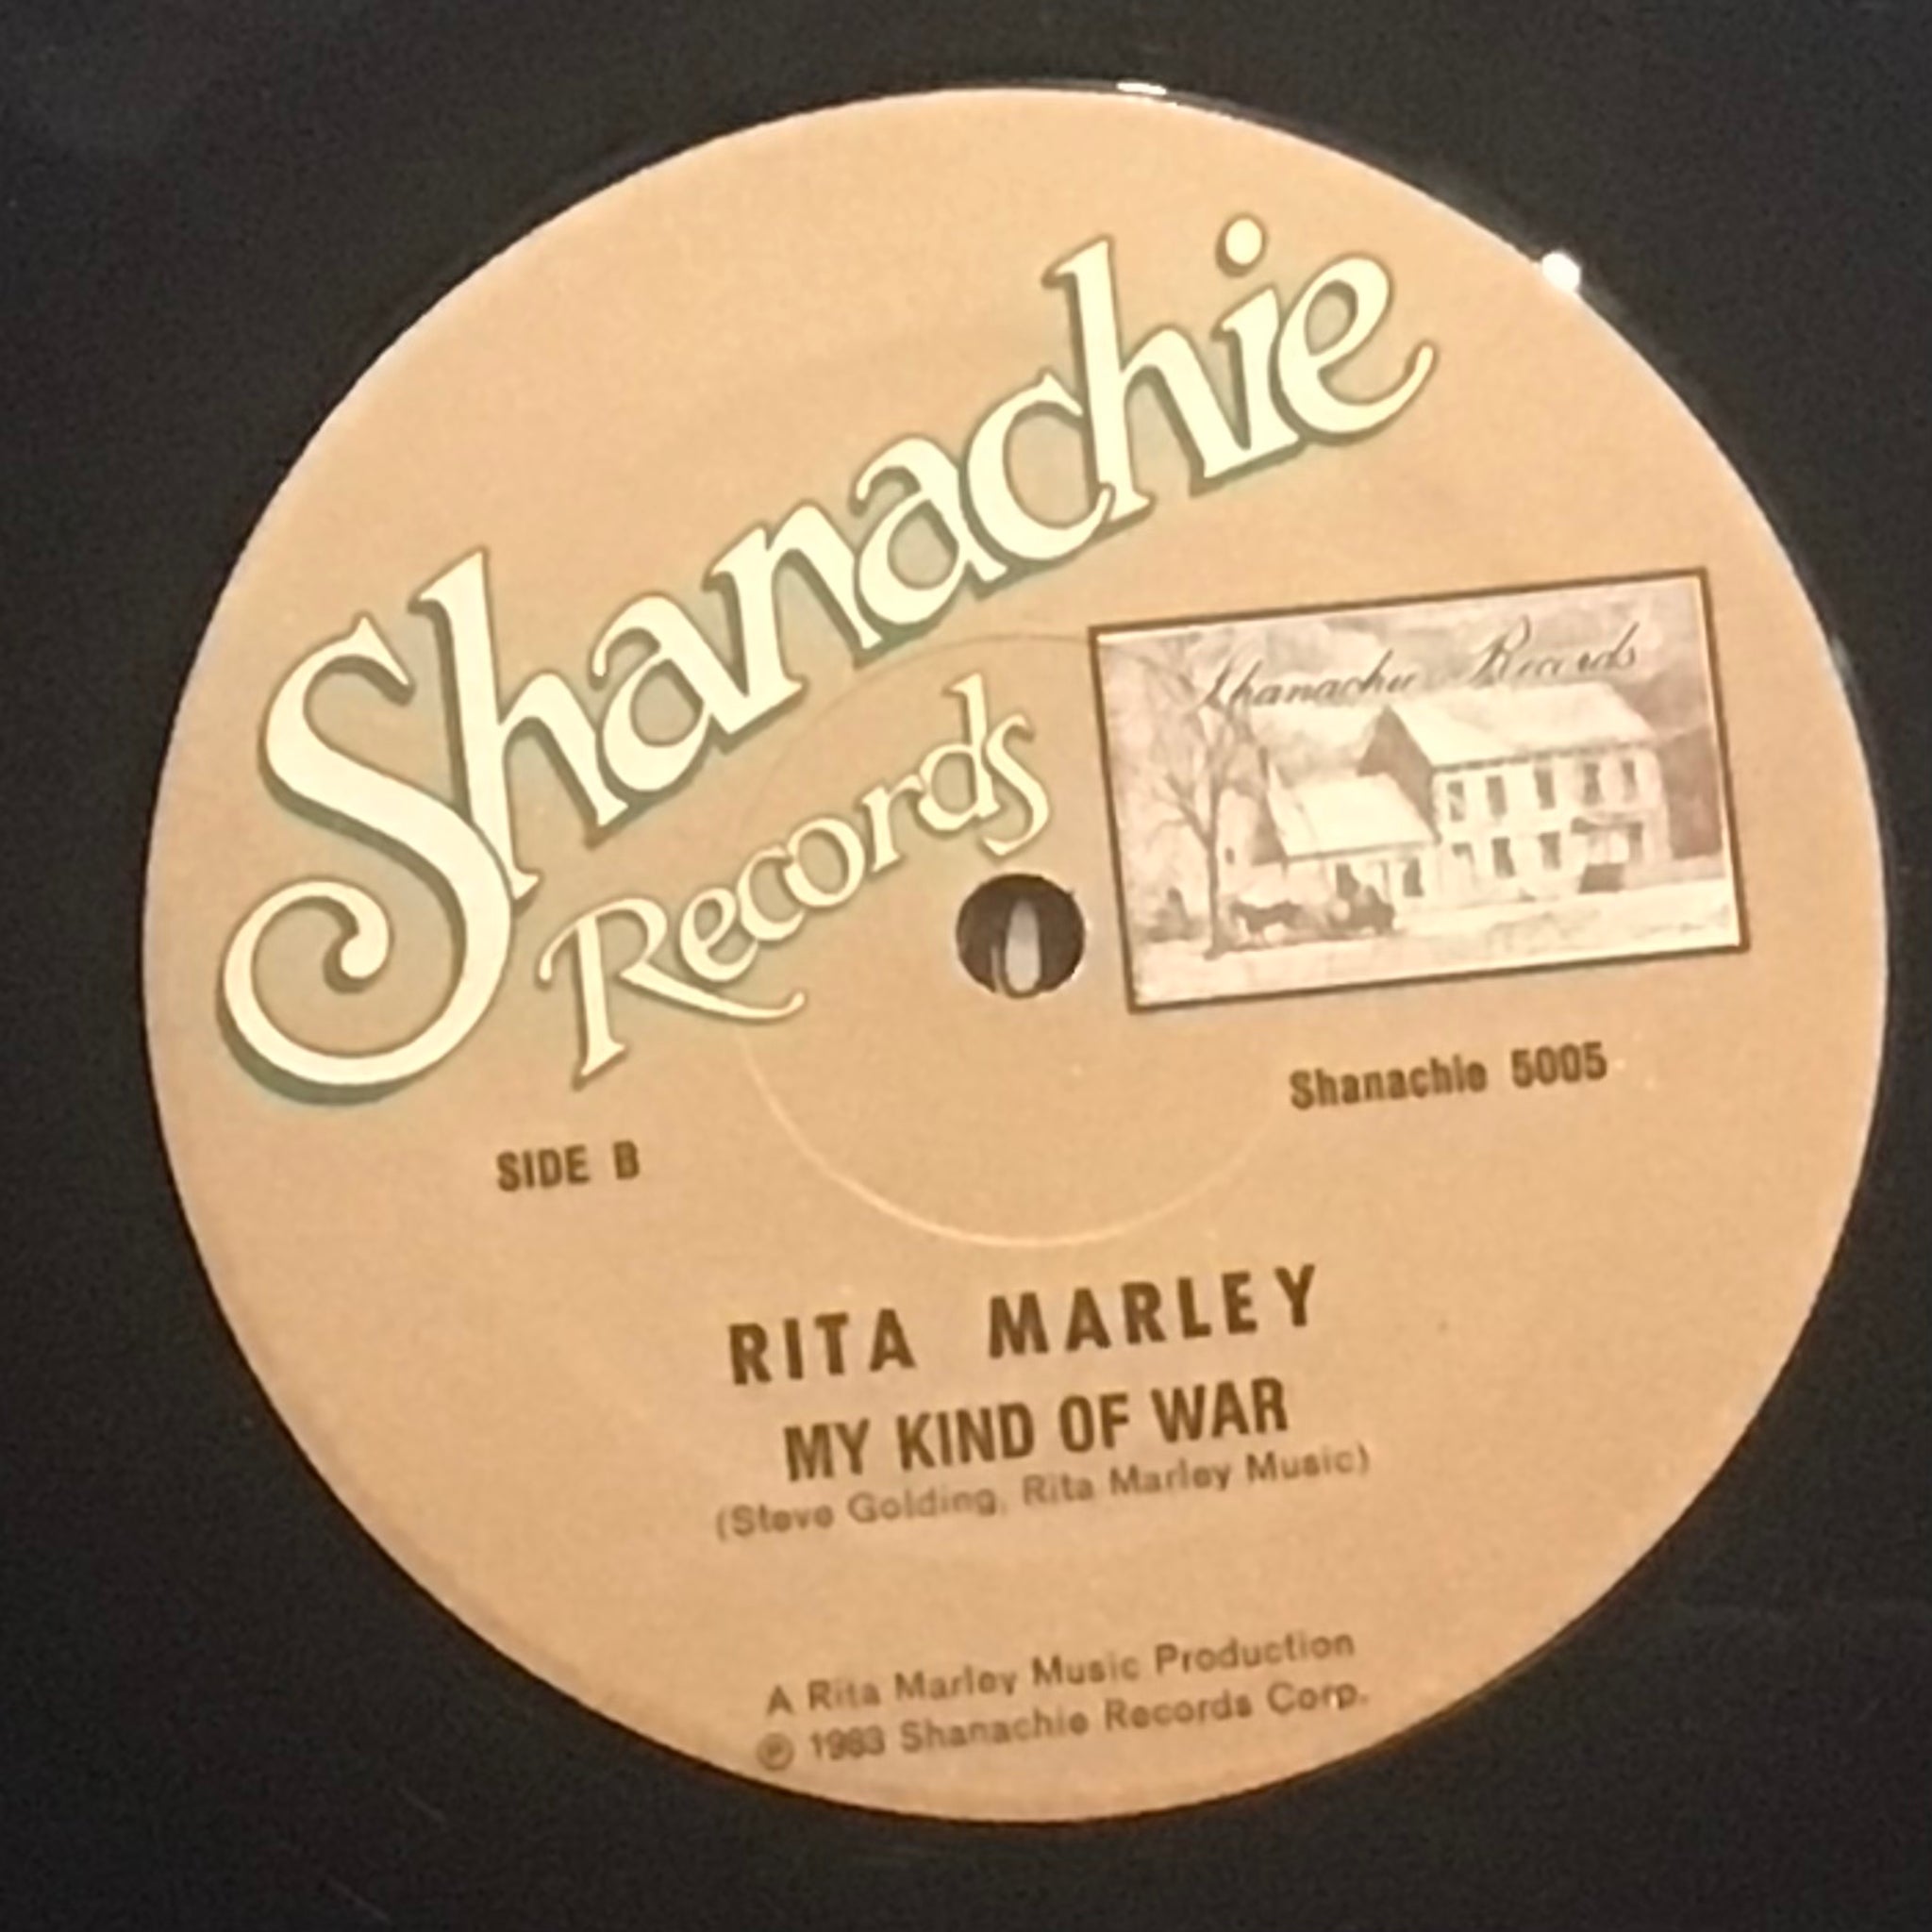 Shanachie
Records
Shanachie Records
Shanachie 5005
SIDE B
RITA MARLEY
MY KIND OF WAR
(Steve Golding, Rita Marley Music)
A Rita Marley Music Production
℗ 1983 Shanachie Records Corp.